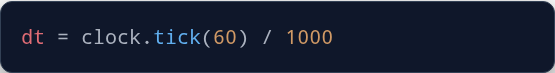 dt = clock.tick(60) / 1000